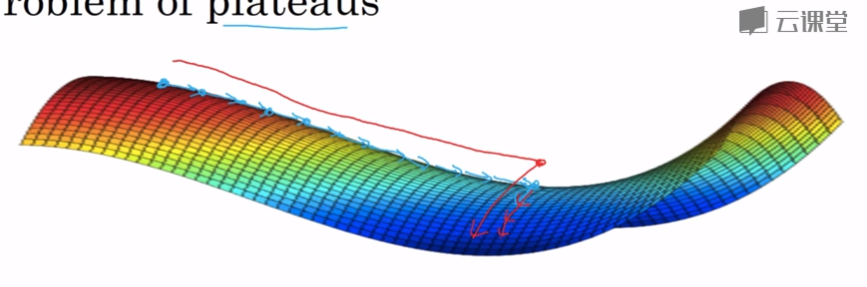 roblem of plateaus
云课堂